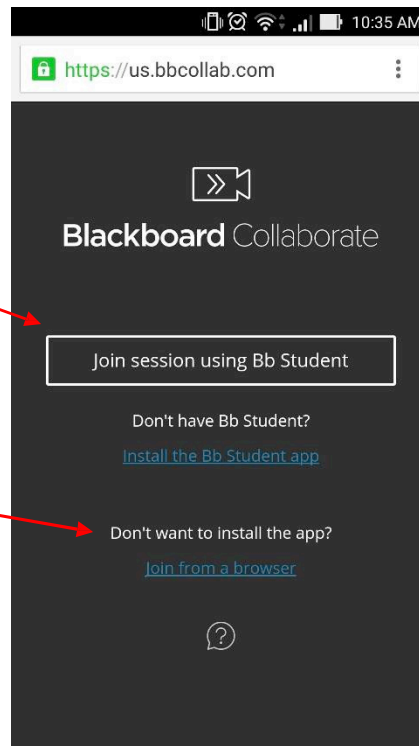 10:35 AM
https://us.bbcollab.com
Blackboard Collaborate
Join session using Bb Student
Don't have Bb Student?
Install the Bb Student app
Don't want to install the app?
Join from a browser
?